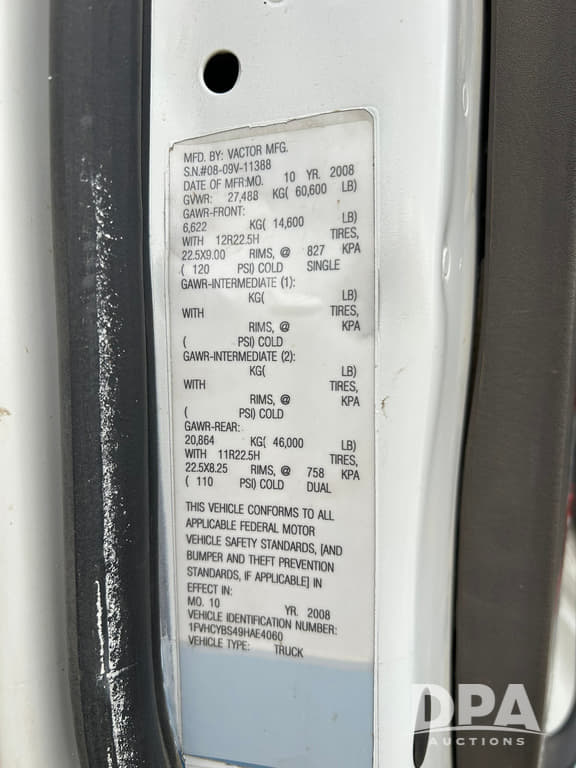 MFD. BY: VACTOR MFG.
S.N.#08-09V-11388
DATE OF MFR:MO. 10 YR. 2008
GVWR: 27,488 KG( 60,600 LB)
GAWR-FRONT:
6,622 KG( 14,600 LB)
WITH 12R22.5H TIRES,
22.5X9.00 RIMS, @ 827 KPA
( 120 PSI) COLD SINGLE
GAWR-INTERMEDIATE (1):
KG( LB)
WITH TIRES,
RIMS, @ KPA
( PSI) COLD
GAWR-INTERMEDIATE (2):
KG( LB)
WITH TIRES,
RIMS, @ KPA
( PSI) COLD
GAWR-REAR:
20,864 KG( 46,000 LB)
WITH 11R22.5H TIRES,
22.5X8.25 RIMS, @ 758 KPA
( 110 PSI) COLD DUAL
THIS VEHICLE CONFORMS TO ALL
APPLICABLE FEDERAL MOTOR
VEHICLE SAFETY STANDARDS, [AND
BUMPER AND THEFT PREVENTION
STANDARDS, IF APPLICABLE] IN
EFFECT IN:
MO. 10 YR. 2008
VEHICLE IDENTIFICATION NUMBER:
1FVHCYBS49HAE4060
VEHICLE TYPE: TRUCK
DPA
AUCTIONS